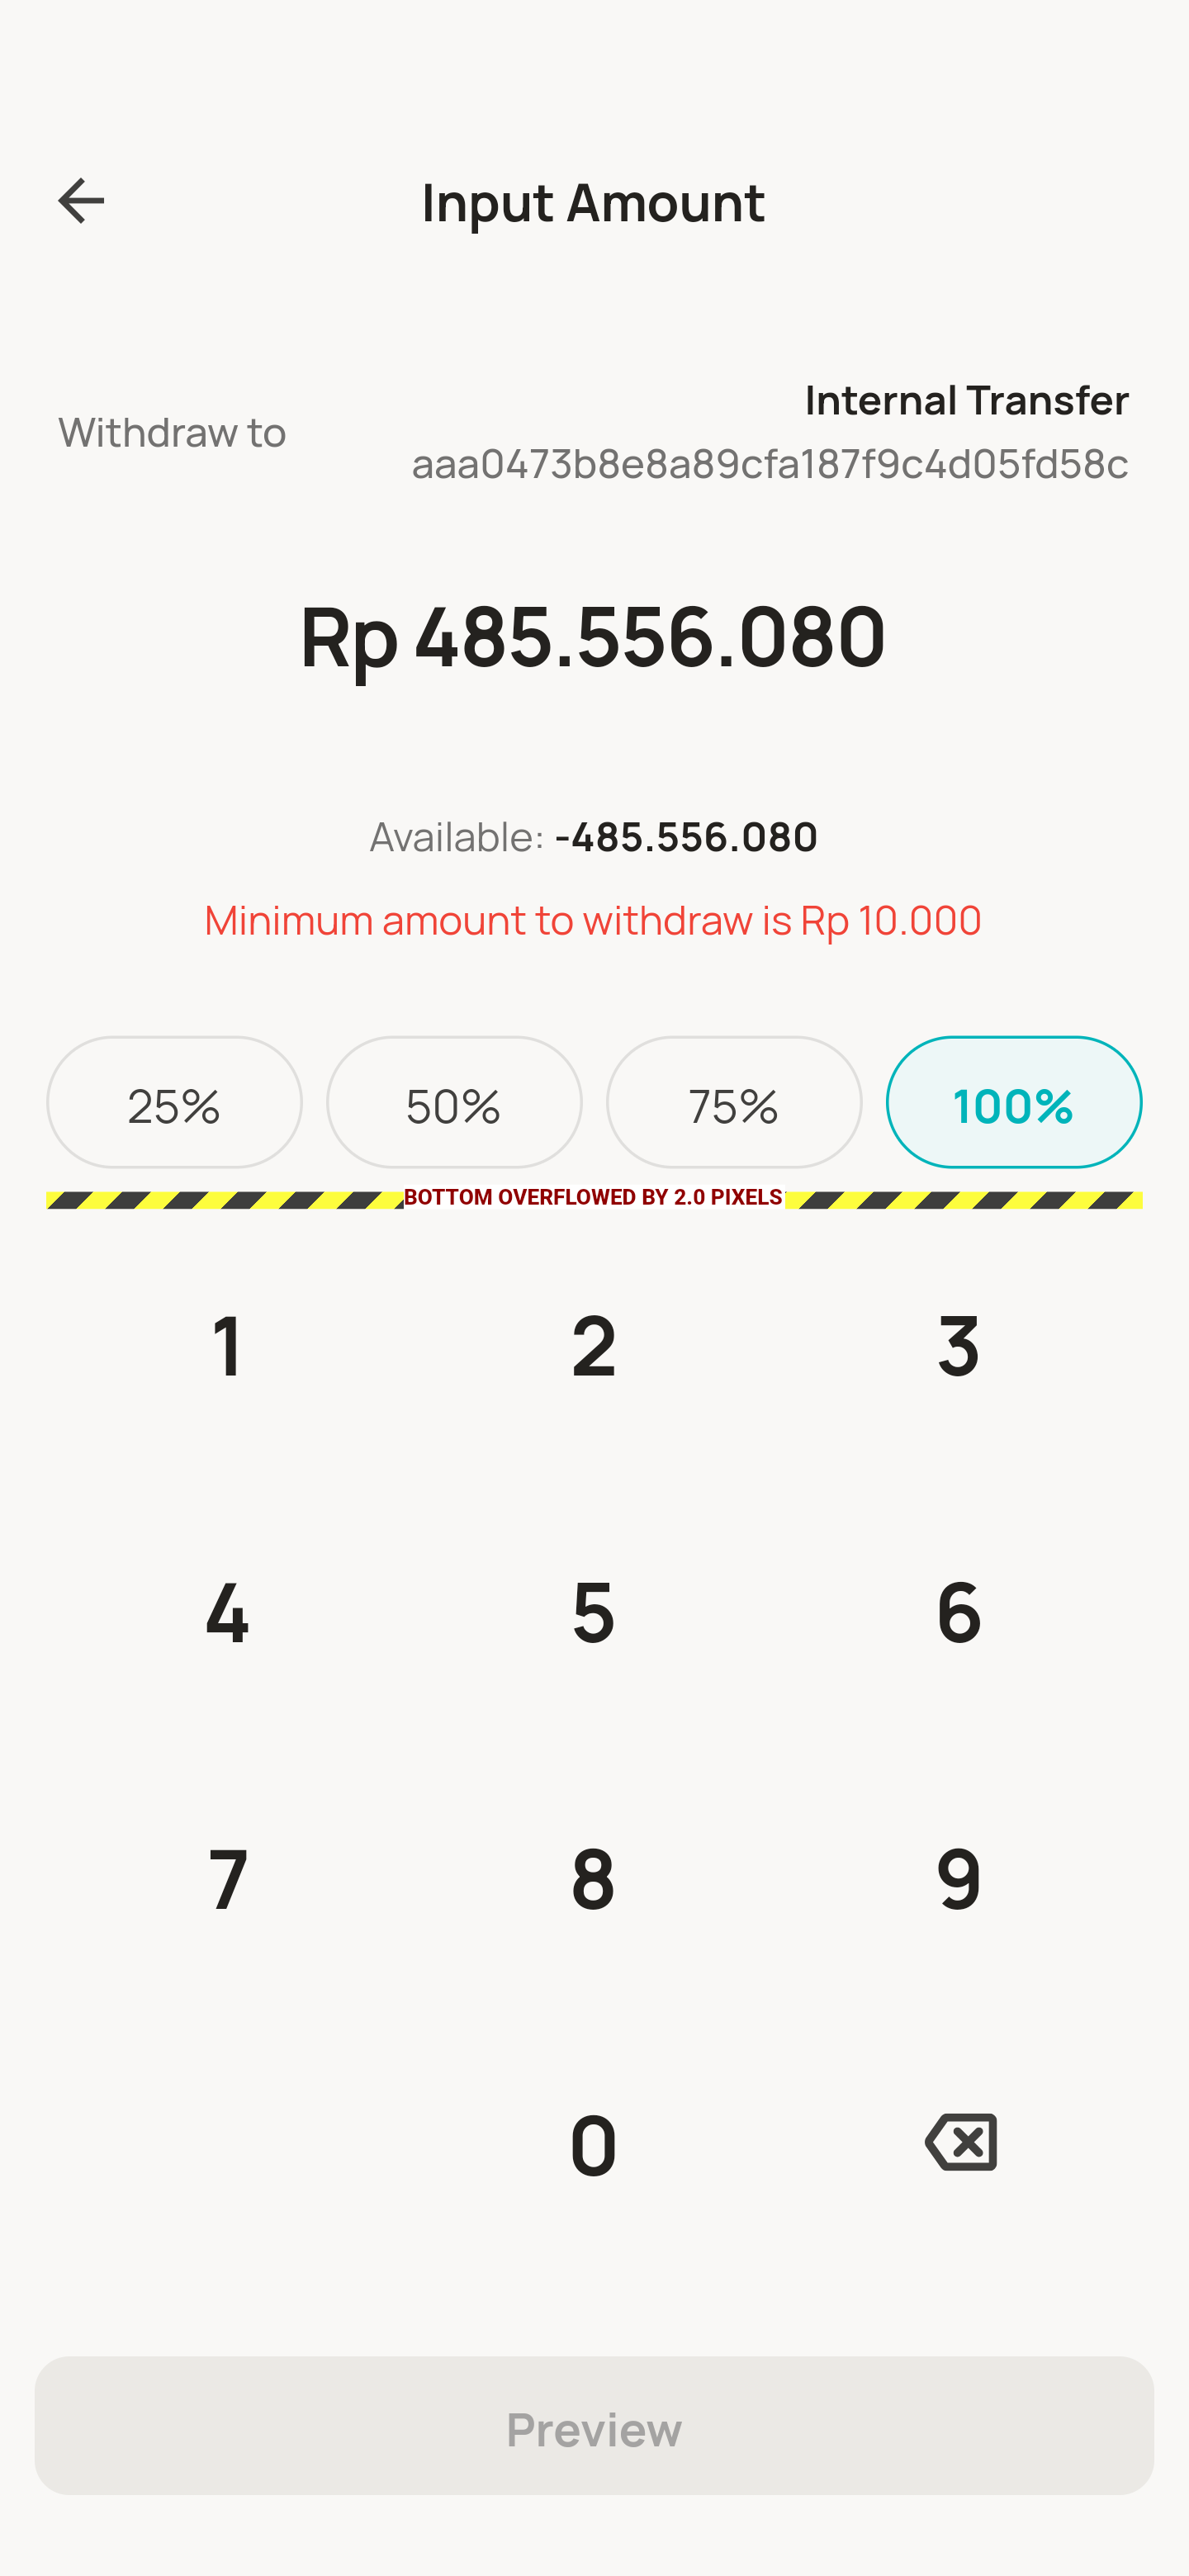 Input Amount
Withdraw to
Internal Transfer
aaa0473b8e8a89cfa187f9c4d05fd58c
Rp 485.556.080
Available: -485.556.080
Minimum amount to withdraw is Rp 10.000
25% 50% 75% 100%
BOTTOM OVERFLOWED BY 2.0 PIXELS
1 2 3
4 5 6
7 8 9
0
Preview